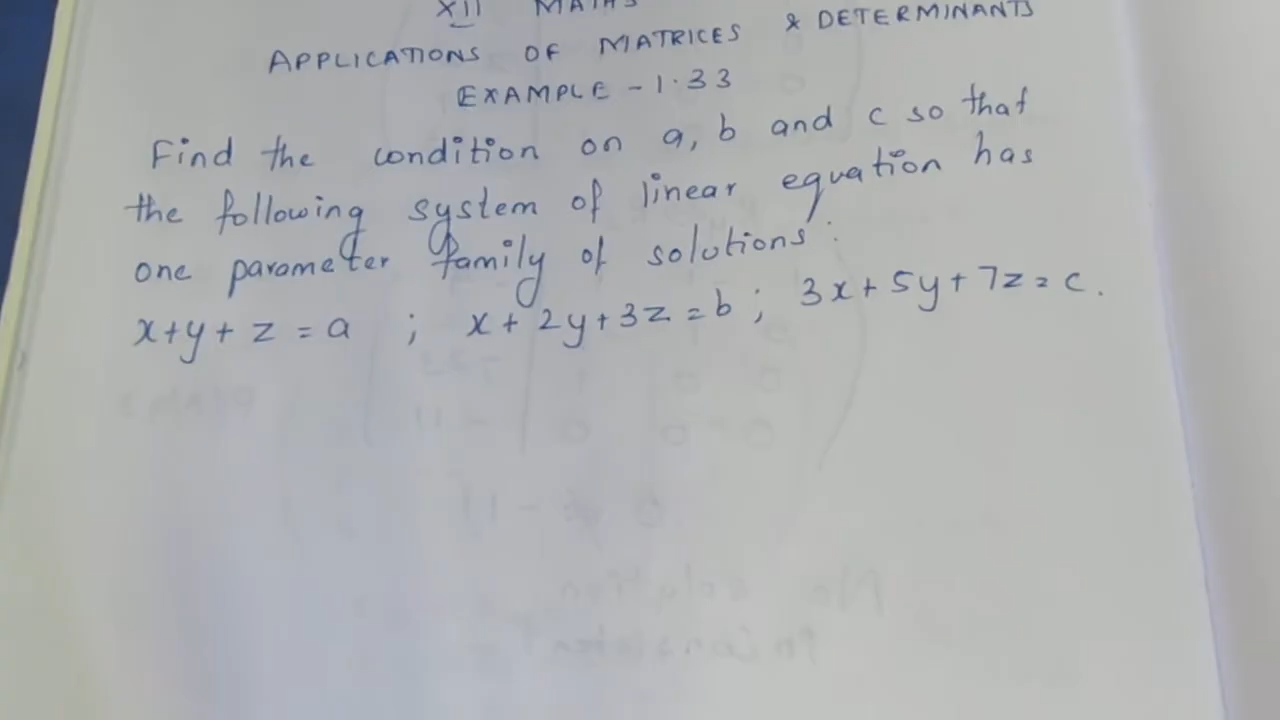 XII MATHS
APPLICATIONS OF MATRICES & DETERMINANTS
EXAMPLE - 1.33
Find the condition on a, b and c so that
the following system of linear equation has
one parameter family of solutions:
x+y+z=a ; x+2y+3z=b; 3x+5y+7z=c.